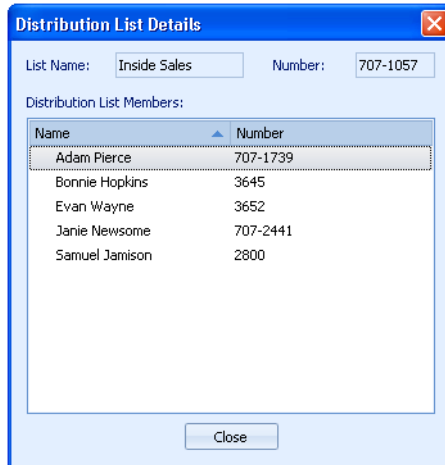 Distribution List Details
List Name: Inside Sales Number: 707-1057
Distribution List Members:
Name Number
Adam Pierce 707-1739
Bonnie Hopkins 3645
Evan Wayne 3652
Janie Newsome 707-2441
Samuel Jamison 2800
Close